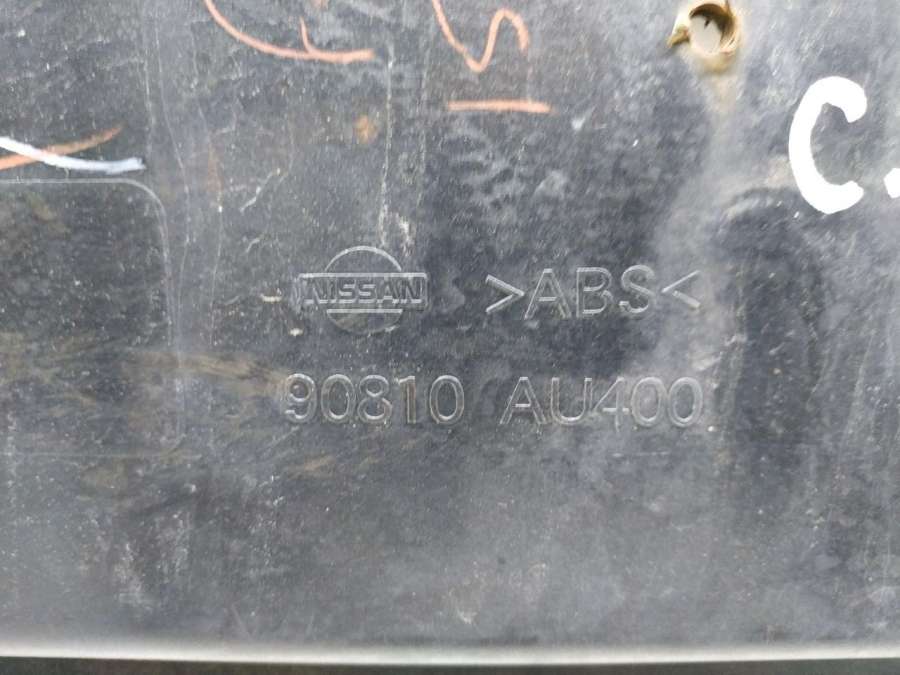 C.
NISSAN >ABS<
90810 AU400